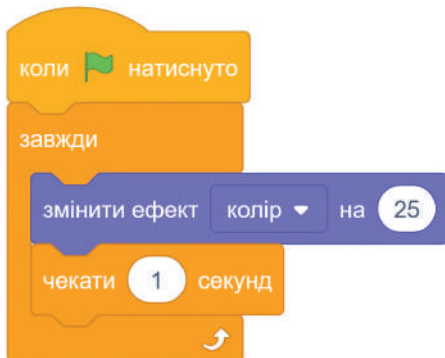 коли натиснуто
завжди
змінити ефект колір на 25
чекати 1 секунд